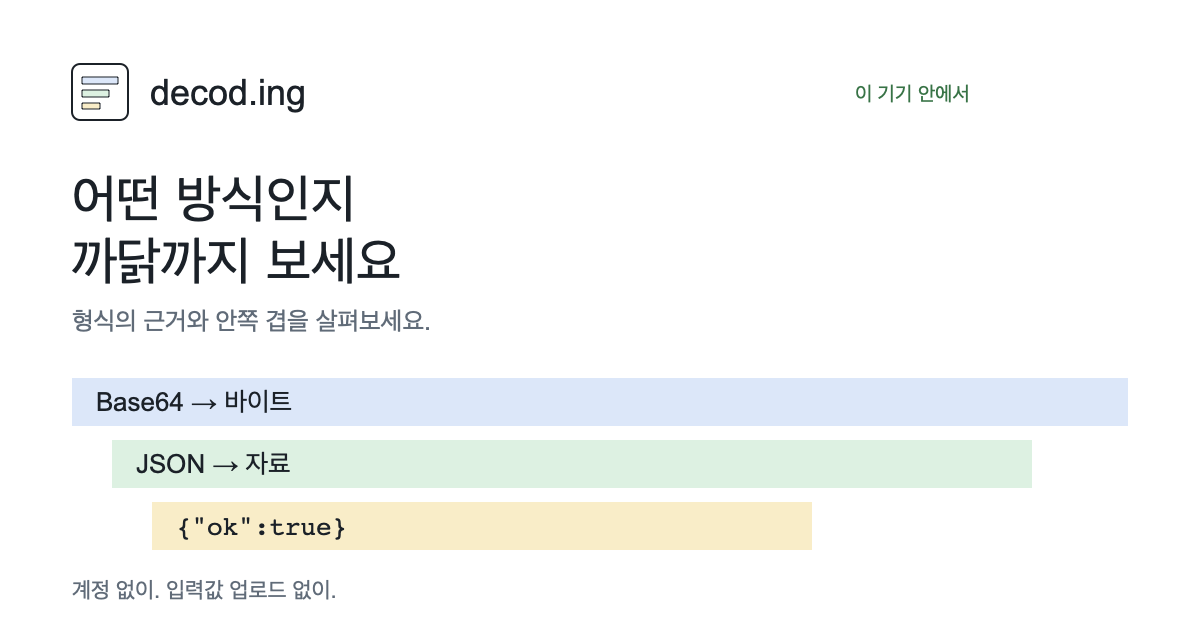 decod.ing
이 기기 안에서
어떤 방식인지
까닭까지 보세요
형식의 근거와 안쪽 겹을 살펴보세요.
Base64 → 바이트
JSON → 자료
{"ok":true}
계정 없이. 입력값 업로드 없이.